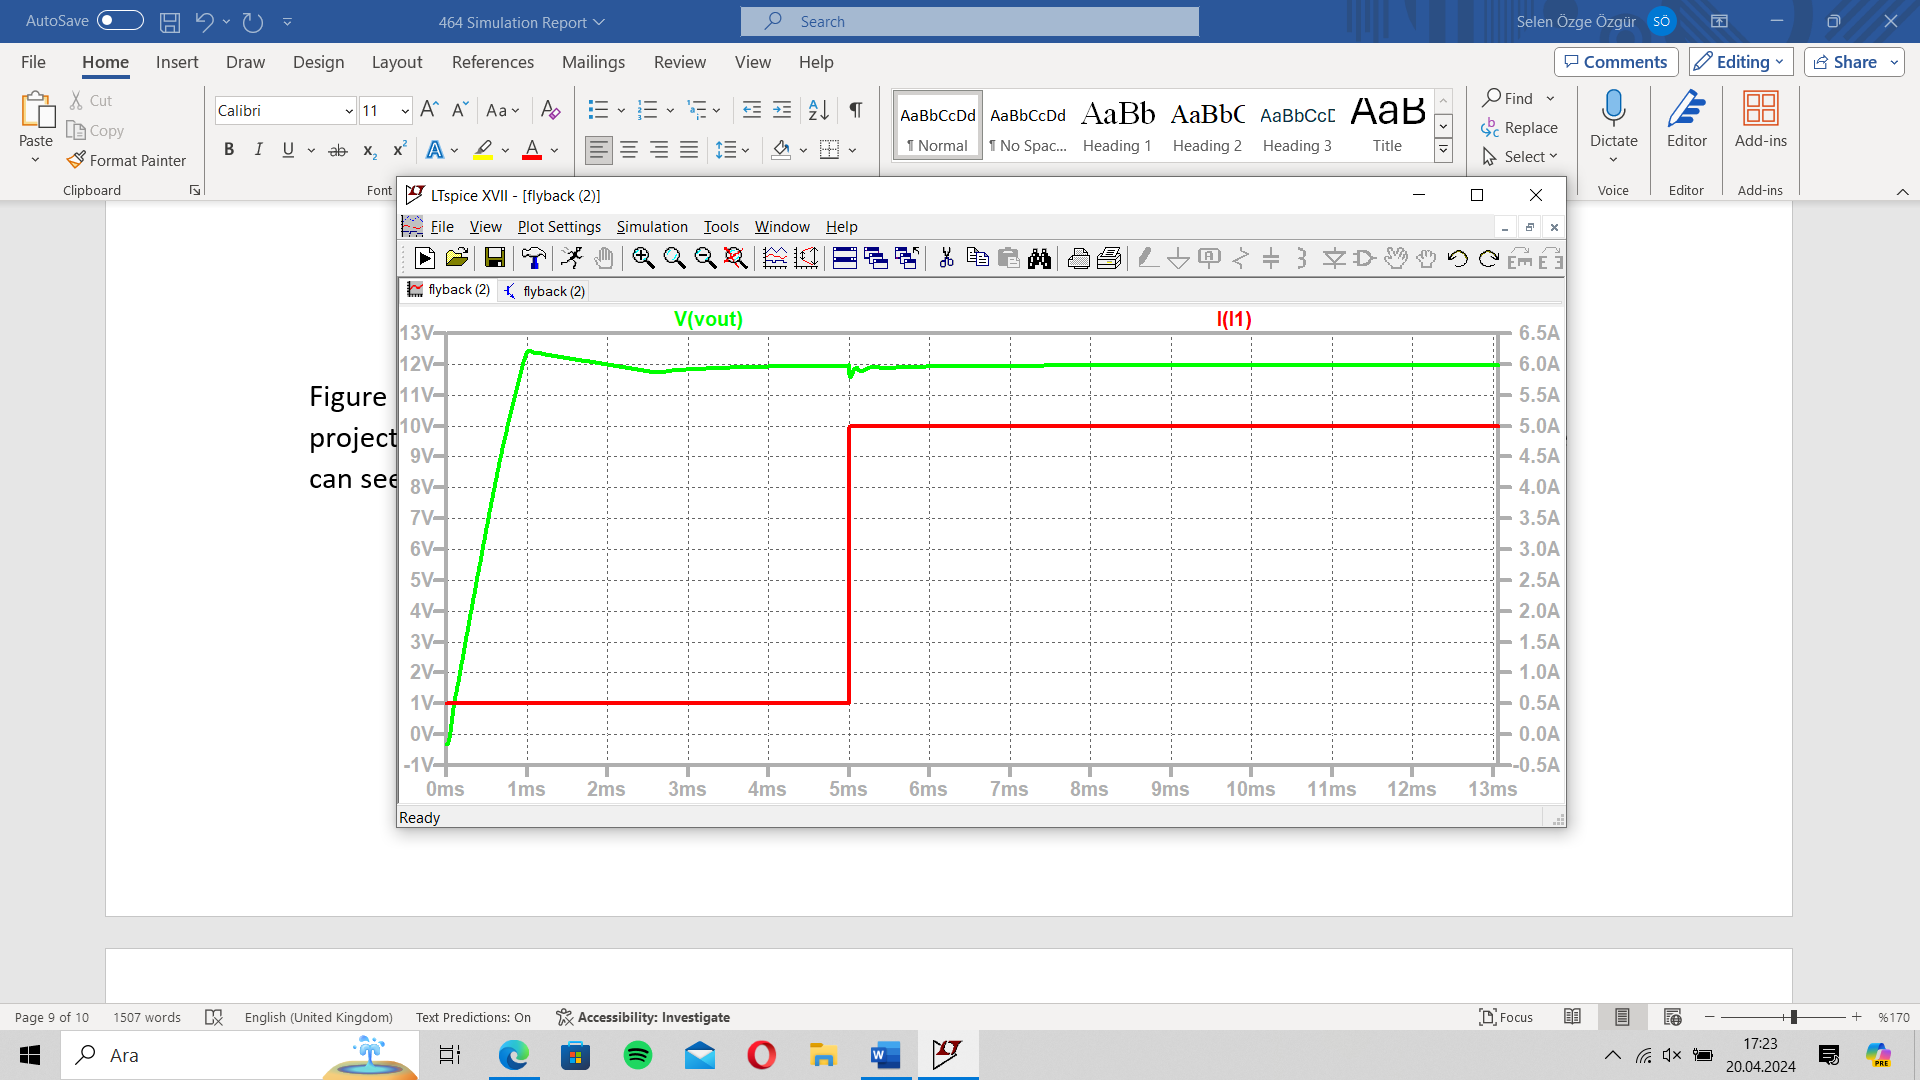 AutoSave
464 Simulation Report
Search
Selen Özge Özgür
SÖ
File Home Insert Draw Design Layout References Mailings Review View Help
Comments
Editing
Share
Paste
Cut
Copy
Format Painter
Clipboard
Calibri
11
Aa
B I U ab x₂ x² A A
Font
AaBbCcDd
¶ Normal
AaBbCcDd
¶ No Spac...
AaBb
Heading 1
AaBbC
Heading 2
AaBbCcD
Heading 3
AaB
Title
Find
Replace
Select
Dictate
Voice
Editor
Editor
Add-ins
Add-ins
Figure
project
can see
LTspice XVII - [flyback (2)]
File View Plot Settings Simulation Tools Window Help
flyback (2)
flyback (2)
V(vout)
I(I1)
13V 6.5A
12V 6.0A
11V 5.5A
10V 5.0A
9V 4.5A
8V 4.0A
7V 3.5A
6V 3.0A
5V 2.5A
4V 2.0A
3V 1.5A
2V 1.0A
1V 0.5A
0V 0.0A
-1V -0.5A
0ms 1ms 2ms 3ms 4ms 5ms 6ms 7ms 8ms 9ms 10ms 11ms 12ms 13ms
Ready
Page 9 of 10
1507 words
English (United Kingdom)
Text Predictions: On
Accessibility: Investigate
Focus
%170
Ara
17:23
20.04.2024
PRE